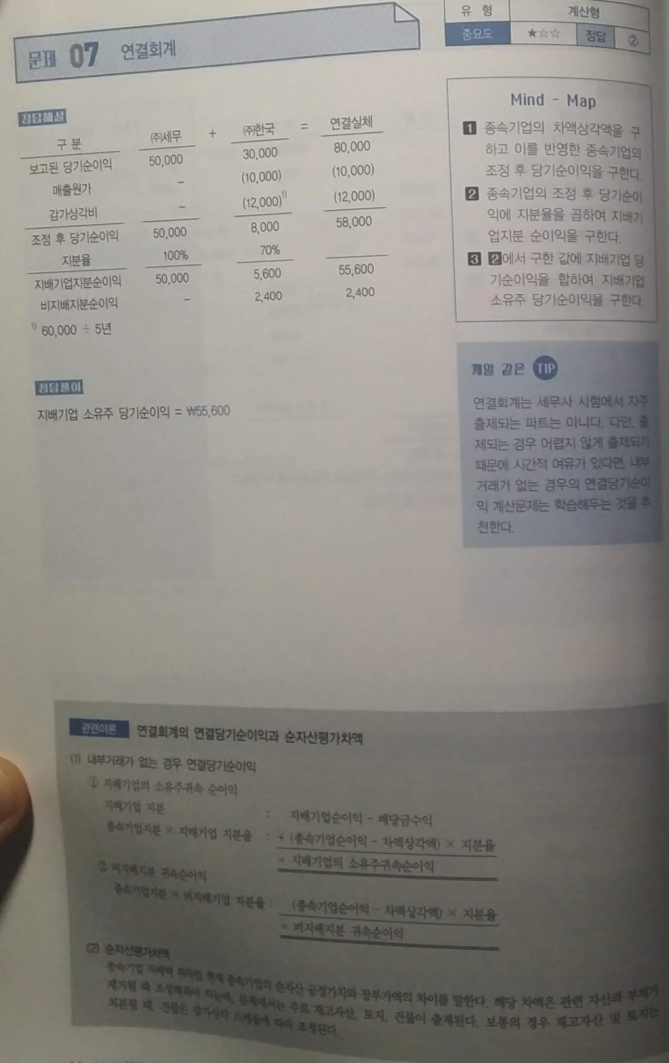 문제 07 연결회계
유 형 계산형
중요도 ★☆☆ 정답 ②
정답해설
구 분 ㈜세무 + ㈜한국 = 연결실체
보고된 당기순이익 50,000 30,000 80,000
매출원가 – (10,000) (10,000)
감가상각비 – (12,000)¹⁾ (12,000)
조정 후 당기순이익 50,000 8,000 58,000
지분율 100% 70%
지배기업지분순이익 50,000 5,600 55,600
비지배지분순이익 – 2,400 2,400
¹⁾ 60,000 ÷ 5년
정답풀이
지배기업 소유주 당기순이익 = ₩55,600
Mind - Map
1 종속기업의 차액상각액을 구
하고 이를 반영한 종속기업의
조정 후 당기순이익을 구한다.
2 종속기업의 조정 후 당기순이
익에 지분율을 곱하여 지배기
업지분 순이익을 구한다.
3 2에서 구한 값에 지배기업 당
기순이익을 합하여 지배기업
소유주 당기순이익을 구한다.
깨알 같은 TIP
연결회계는 세무사 시험에서 자주
출제되는 파트는 아니다. 다만, 출
제되는 경우 어렵지 않게 출제되기
때문에 시간적 여유가 있다면, 내부
거래가 없는 경우의 연결당기순이
익 계산문제는 학습해두는 것을 추
천한다.
관련이론 연결회계의 연결당기순이익과 순자산평가차액
(1) 내부거래가 없는 경우 연결당기순이익
① 지배기업의 소유주귀속 순이익
지배기업 지분 : 지배기업순이익 - 배당금수익
종속기업지분 × 지배기업 지분율 : + (종속기업순이익 - 차액상각액) × 지분율
= 지배기업의 소유주귀속순이익
② 비지배지분 귀속순이익
종속기업지분 × 비지배기업 지분율 : (종속기업순이익 - 차액상각액) × 지분율
= 비지배지분 귀속순이익
(2) 순자산평가차액
종속기업 지배력 취득일 현재 종속기업의 순자산 공정가치와 장부가액의 차이를 말한다. 해당 차액은 관련 자산과 부채가
제거될 때 조정해줘야 하는데, 문제에서는 주로 재고자산, 토지, 건물이 출제된다. 보통의 경우 재고자산 및 토지는
처분될 때, 건물은 감가상각 스케줄에 따라 조정된다.